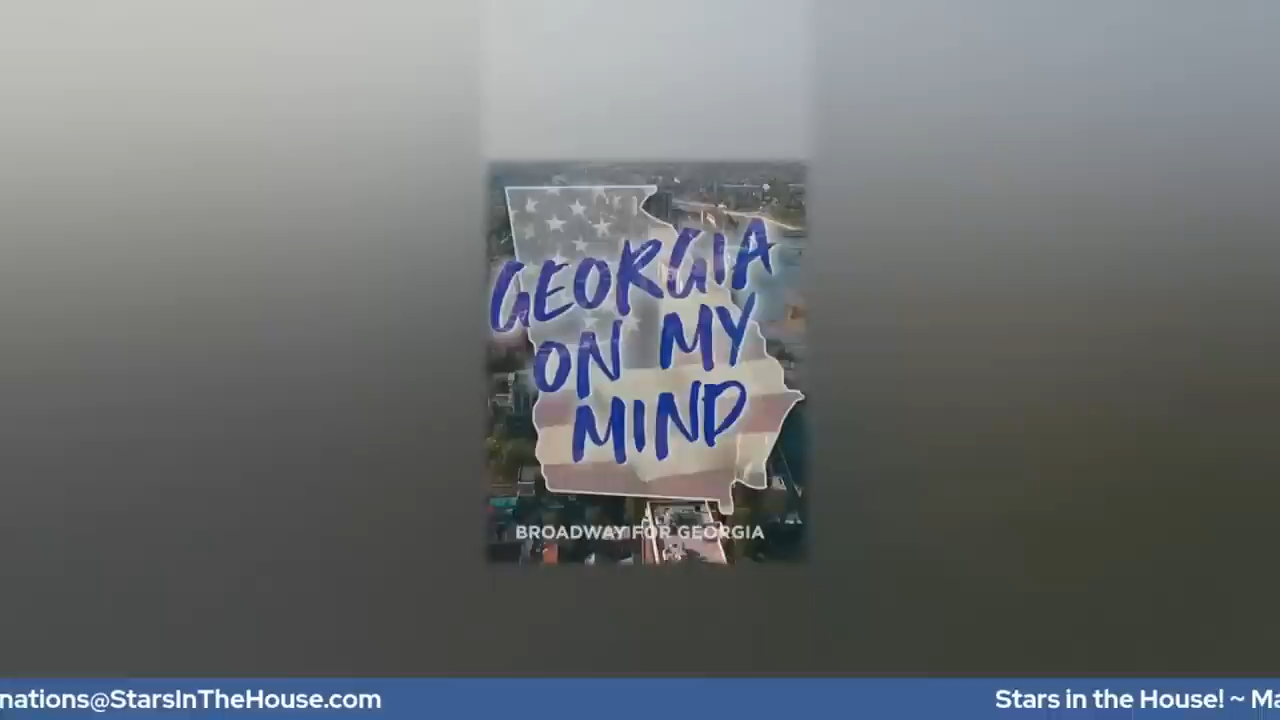 GEORGIA
ON MY
MIND
BROADWAY FOR GEORGIA
nations@StarsInTheHouse.com
Stars in the House! ~ Ma